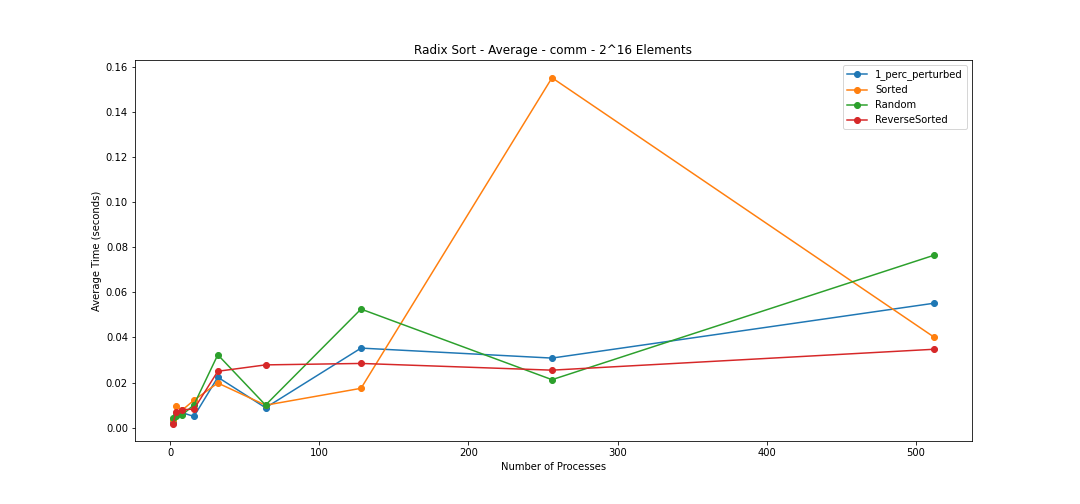 Radix Sort - Average - comm - 2^16 Elements
1_perc_perturbed
Sorted
Random
ReverseSorted
Average Time (seconds)
0.16
0.14
0.12
0.10
0.08
0.06
0.04
0.02
0.00
0 100 200 300 400 500
Number of Processes